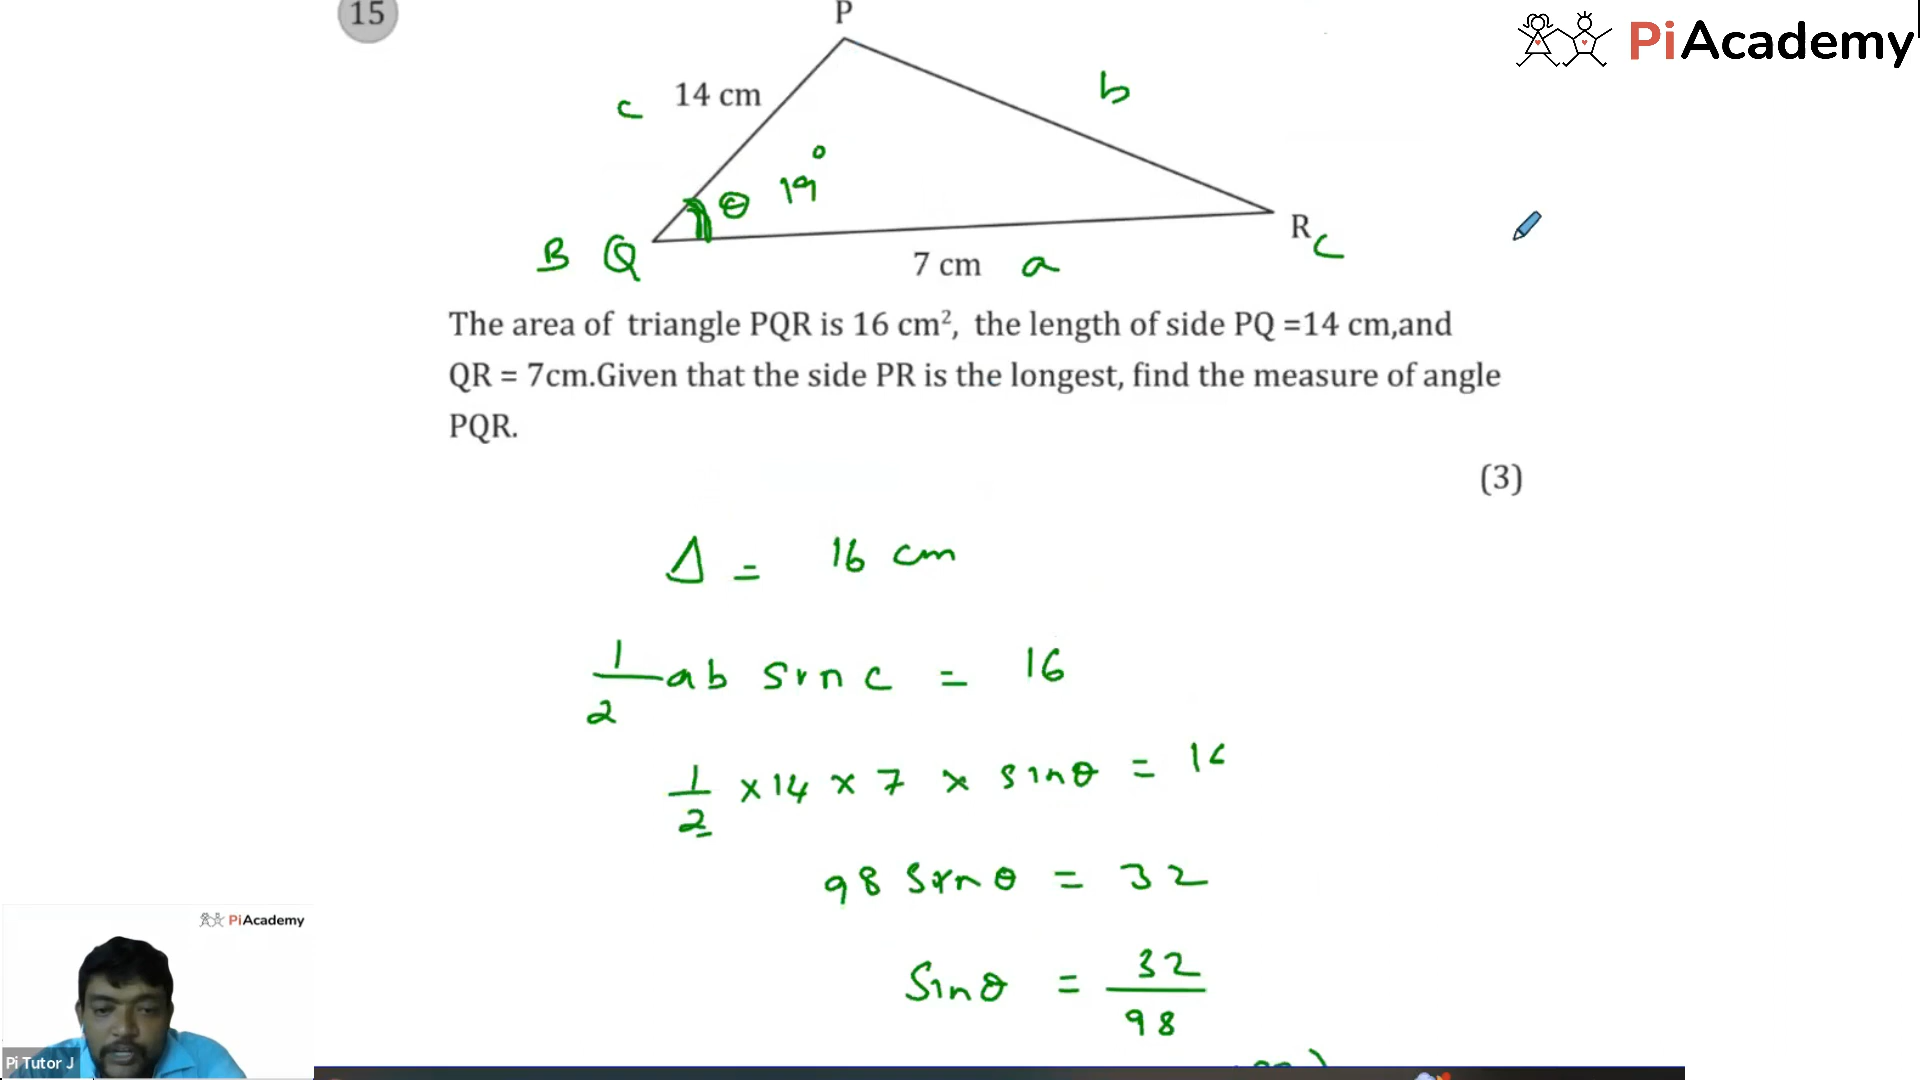 15
P
PiAcademy
c 14 cm
b
θ 19°
B Q
R C
7 cm a
The area of triangle PQR is 16 cm², the length of side PQ =14 cm,and
QR = 7cm.Given that the side PR is the longest, find the measure of angle
PQR.
(3)
Δ = 16 cm
1/2 ab sin c = 16
1/2 × 14 × 7 × sinθ = 16
98 sin θ = 32
Sinθ = 32/98
PiAcademy
Pi Tutor J